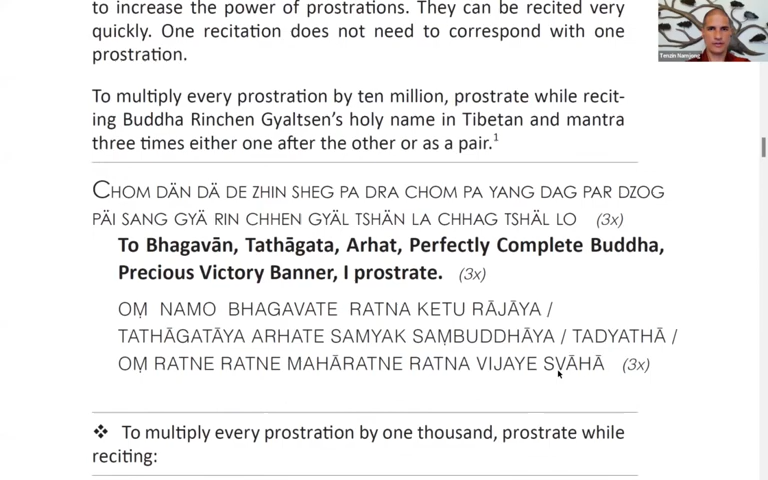 to increase the power of prostrations. They can be recited very
quickly. One recitation does not need to correspond with one
prostration.
To multiply every prostration by ten million, prostrate while recit-
ing Buddha Rinchen Gyaltsen's holy name in Tibetan and mantra
three times either one after the other or as a pair.1
CHOM DÄN DÄ DE ZHIN SHEG PA DRA CHOM PA YANG DAG PAR DZOG
PÄI SANG GYÄ RIN CHHEN GYÄL TSHÄN LA CHHAG TSHÄL LO (3x)
To Bhagavān, Tathāgata, Arhat, Perfectly Complete Buddha,
Precious Victory Banner, I prostrate. (3x)
OṂ NAMO BHAGAVATE RATNA KETU RĀJĀYA /
TATHĀGATĀYA ARHATE SAMYAK SAṂBUDDHĀYA / TADYATHĀ /
OṂ RATNE RATNE MAHĀRATNE RATNA VIJAYE SVĀHĀ (3x)
❖ To multiply every prostration by one thousand, prostrate while
reciting:
Tenzin Namjong